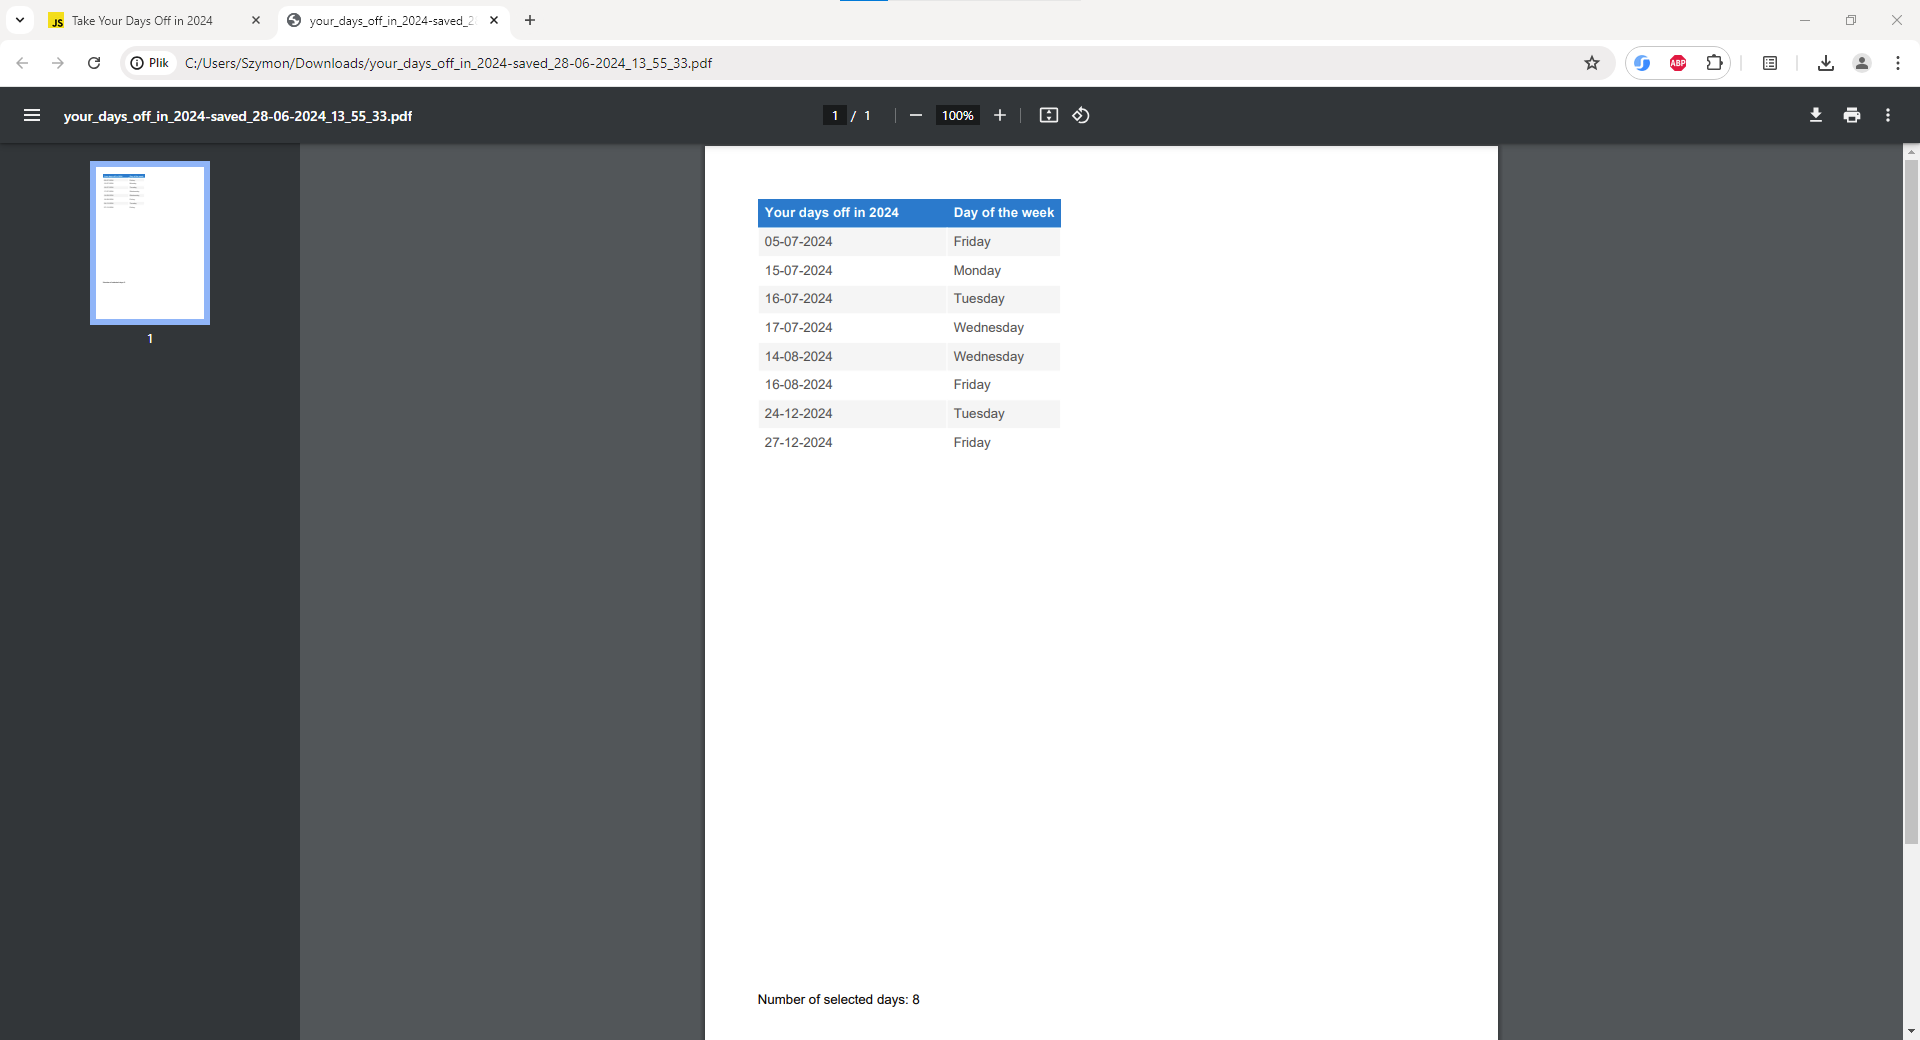 Take Your Days Off in 2024
your_days_off_in_2024-saved_2
Plik
C:/Users/Szymon/Downloads/your_days_off_in_2024-saved_28-06-2024_13_55_33.pdf
ABP
your_days_off_in_2024-saved_28-06-2024_13_55_33.pdf
1 / 1
100%
1
Your days off in 2024 Day of the week
05-07-2024 Friday
15-07-2024 Monday
16-07-2024 Tuesday
17-07-2024 Wednesday
14-08-2024 Wednesday
16-08-2024 Friday
24-12-2024 Tuesday
27-12-2024 Friday
Number of selected days: 8